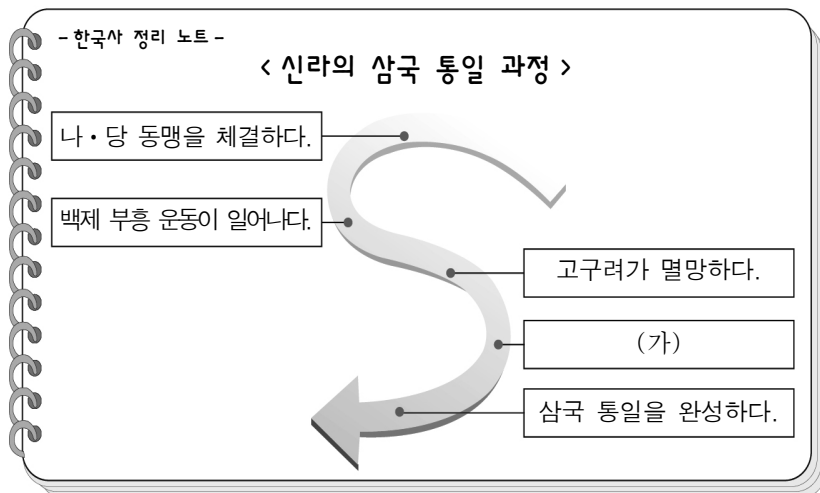 - 한국사 정리 노트 -
< 신라의 삼국 통일 과정 >
나·당 동맹을 체결하다.
백제 부흥 운동이 일어나다.
고구려가 멸망하다.
(가)
삼국 통일을 완성하다.